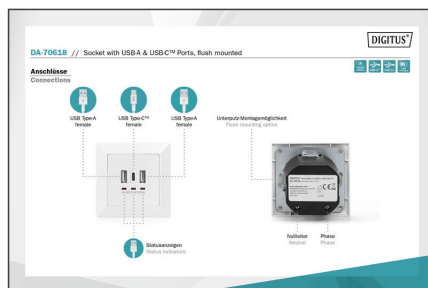 DIGITUS®
DA-70618 // Socket with USB-A & USB-C™ Ports, flush mounted
Anschlüsse
Connections
USB Type-A
female
USB Type-C™
female
USB Type-A
female
Unterputz-Montagemöglichkeit
Flush mounting option
Statusanzeigen
Status indicators
Nullleiter
Neutral
Phase
Phase